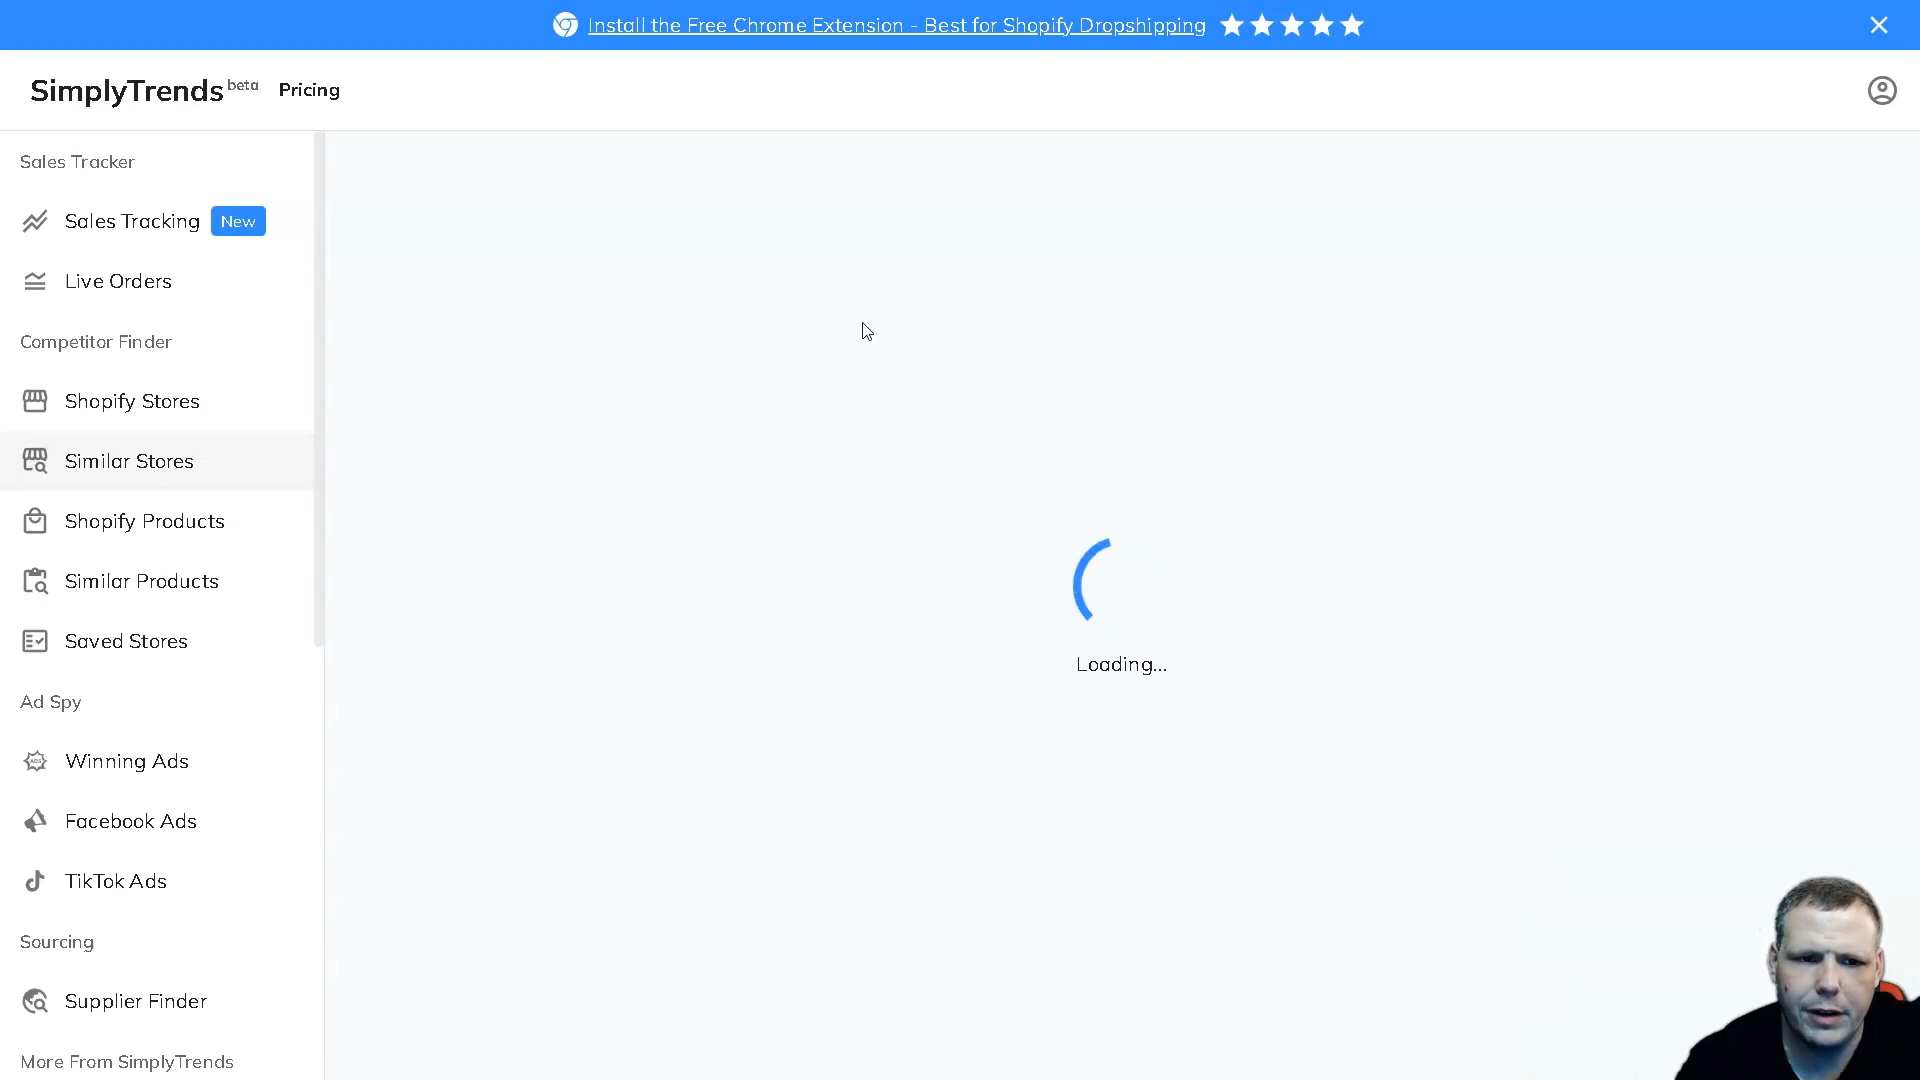 Install the Free Chrome Extension - Best for Shopify Dropshipping
SimplyTrends beta
Pricing
Sales Tracker
Sales Tracking New
Live Orders
Competitor Finder
Shopify Stores
Similar Stores
Shopify Products
Similar Products
Saved Stores
Ad Spy
Winning Ads
Facebook Ads
TikTok Ads
Sourcing
Supplier Finder
More From SimplyTrends
Loading...